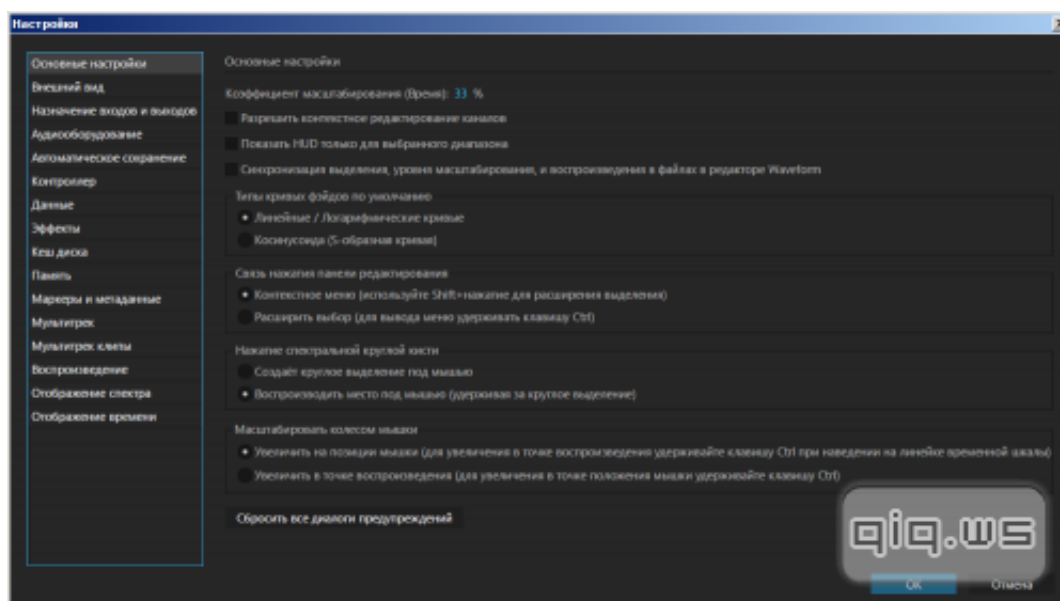 Настройки
Основные настройки
Внешний вид
Назначение входов и выходов
Аудиооборудование
Автоматическое сохранение
Контроллер
Данные
Эффекты
Кеш диска
Память
Маркеры и метаданные
Мультитрек
Мультитрек клипы
Воспроизведение
Отображение спектра
Отображение времени
Основные настройки
Коэффициент масштабирования (Время): 33 %
Разрешить контекстное редактирование каналов
Показать HUD только для выбранного диапазона
Синхронизация выделения, уровня масштабирования, и воспроизведения в файлах в редакторе Waveform
Типы кривых фэйдов по умолчанию
Линейные / Логарифмические кривые
Косинусоида (S-образная кривая)
Связь нажатия панели редактирования
Контекстное меню (используйте Shift+нажатие для расширения выделения)
Расширить выбор (для вывода меню удерживать клавишу Ctrl)
Нажатие спектральной круглой кисти
Создаёт круглое выделение под мышью
Воспроизводить место под мышью (удерживая за круглое выделение)
Масштабировать колесом мышки
Увеличить на позиции мышки (для увеличения в точке воспроизведения удерживайте клавишу Ctrl при наведении на линейке временной шкалы)
Увеличить в точке воспроизведения (для увеличения в точке положения мышки удерживайте клавишу Ctrl)
Сбросить все диалоги предупреждений
qiq.ws
OK
Отмена